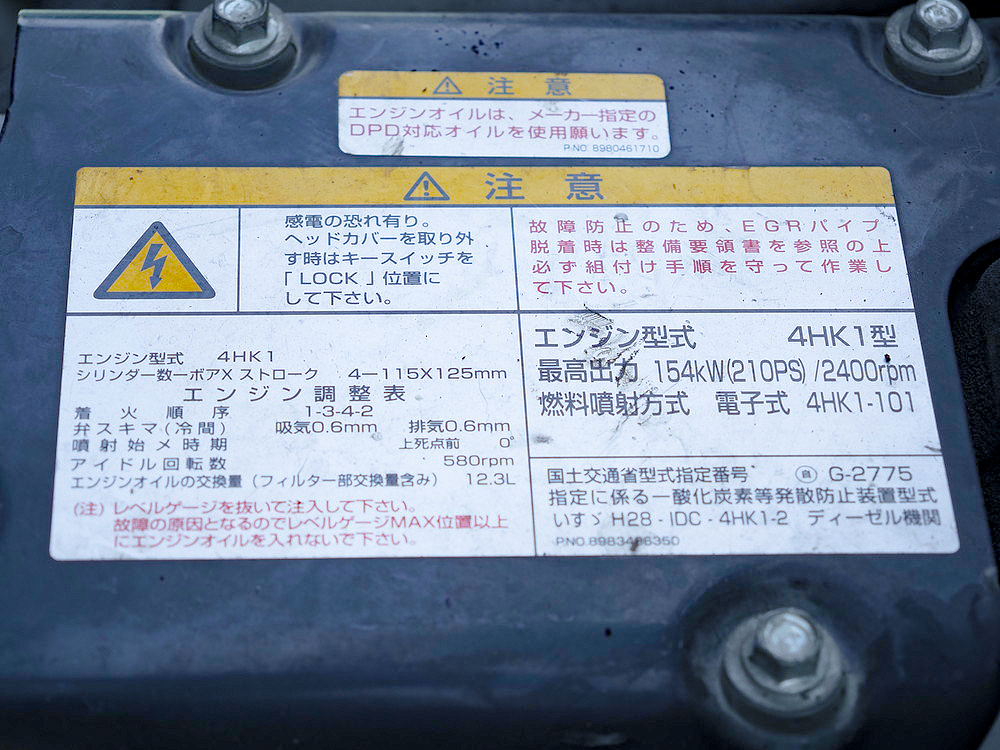 注意
エンジンオイルは、メーカー指定の
DPD対応オイルを使用願います。
P.NO. 8980461710
注意
感電の恐れ有り。
ヘッドカバーを取り外
す時はキースイッチを
「LOCK」位置に
して下さい。
故障防止のため、EGRパイプ
脱着時は整備要領書を参照の上
必ず組付け手順を守って作業し
て下さい。
エンジン型式 4HK1
シリンダー数ーボアX ストローク 4－115X125mm
エンジン調整表
着火順序 1-3-4-2
弁スキマ(冷間) 吸気0.6mm 排気0.6mm
噴射始メ時期 上死点前 0°
アイドル回転数 580rpm
エンジンオイルの交換量(フィルター部交換量含み) 12.3L
(注) レベルゲージを抜いて注入して下さい。
故障の原因となるのでレベルゲージMAX位置以上
にエンジンオイルを入れないで下さい。
エンジン型式 4HK1型
最高出力 154kW(210PS)/2400rpm
燃料噴射方式 電子式 4HK1-101
国土交通省型式指定番号 ㉂ G-2775
指定に係る一酸化炭素等発散防止装置型式
いすゞ H28-IDC-4HK1-2 ディーゼル機関
P.NO.